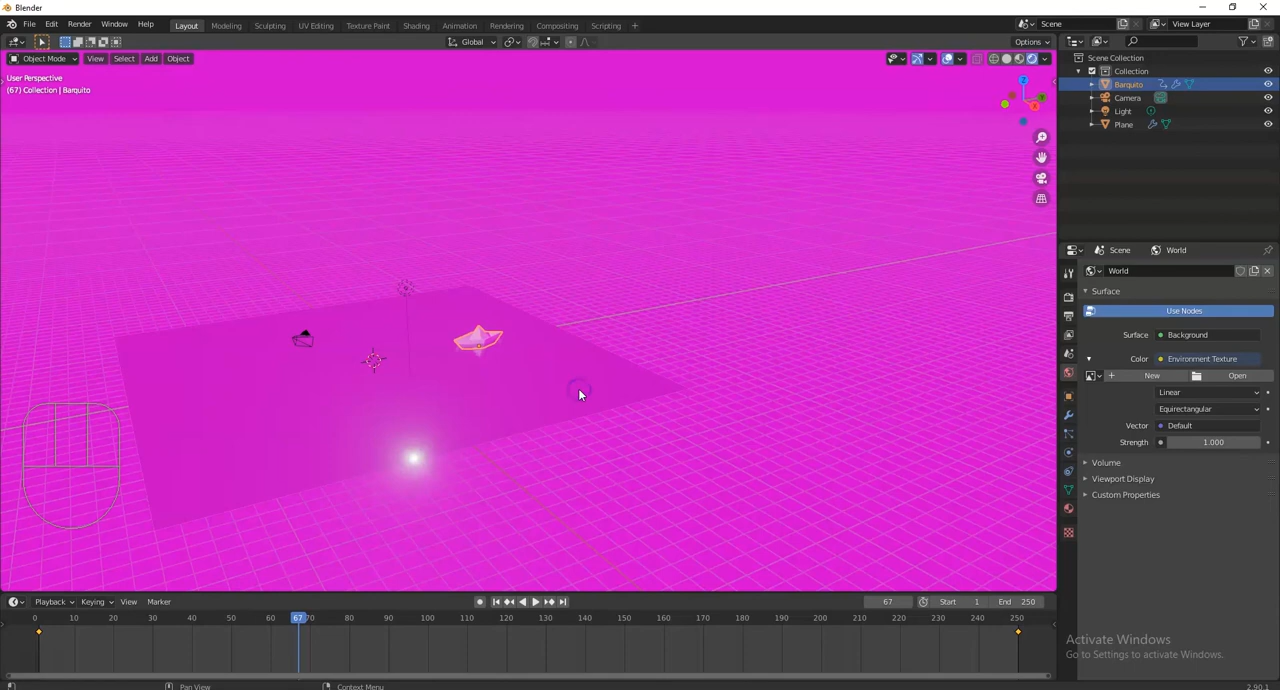 Blender
File Edit Render Window Help
Layout Modeling Sculpting UV Editing Texture Paint Shading Animation Rendering Compositing Scripting +
Scene View Layer
Global Options
Object Mode View Select Add Object
User Perspective
(67) Collection | Barquito
Scene Collection
Collection
Barquito
Camera
Light
Plane
Scene World
World
Surface
Use Nodes
Surface Background
Color Environment Texture
New Open
Linear
Equirectangular
Vector Default
Strength 1.000
Volume
Viewport Display
Custom Properties
Playback Keying View Marker 67 Start 1 End 250
0 10 20 30 40 50 60 67 70 80 90 100 110 120 130 140 150 160 170 180 190 200 210 220 230 240 250
Activate Windows
Go to Settings to activate Windows.
Pan View Context Menu 2.90.1